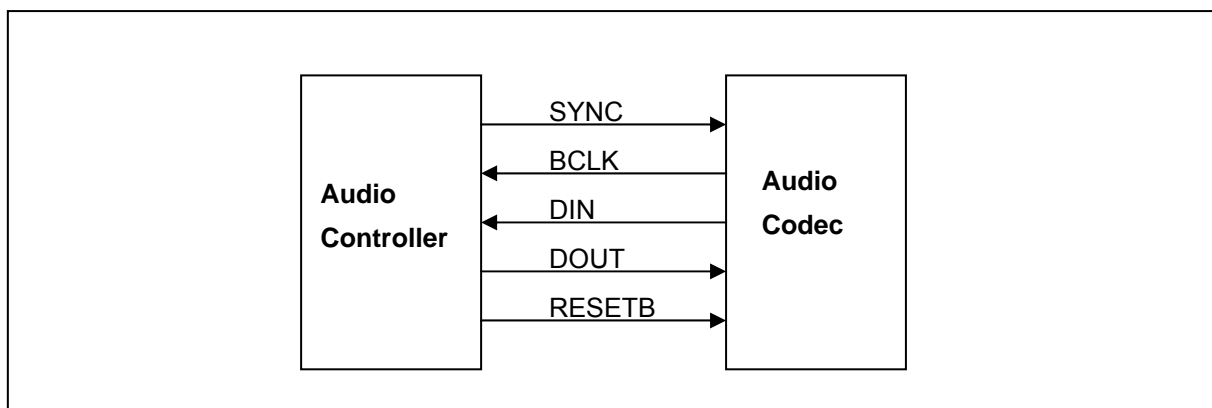 Audio
Controller
SYNC
BCLK
DIN
DOUT
RESETB
Audio
Codec